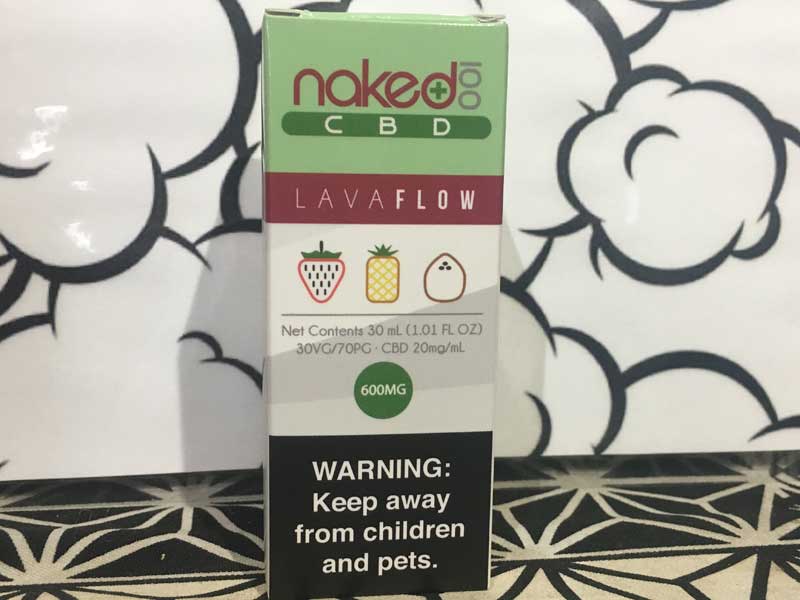 naked 100
CBD
LAVAFLOW
Net Contents 30 mL (1.01 FL OZ)
30VG/70PG · CBD 20mg/mL
600MG
WARNING:
Keep away
from children
and pets.